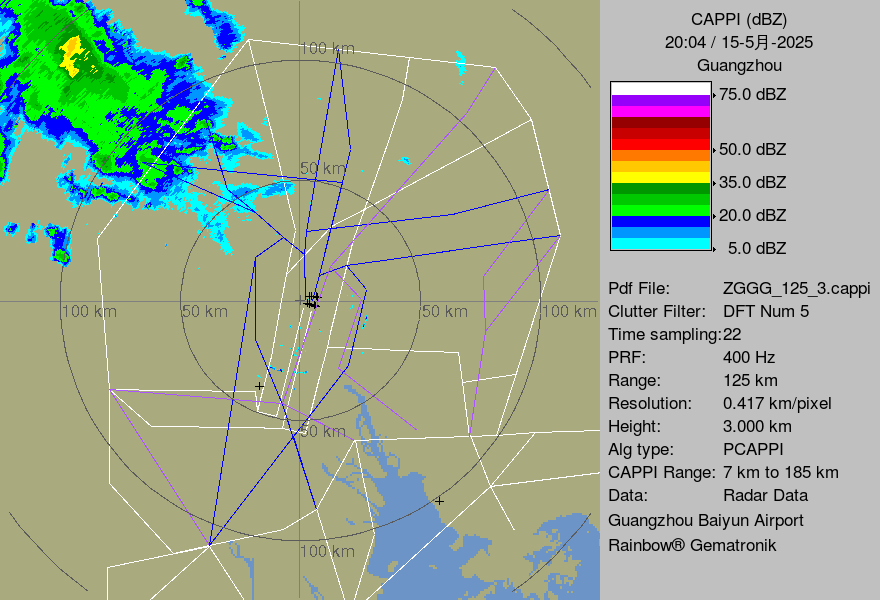 CAPPI (dBZ)
20:04 / 15-5月-2025
Guangzhou
75.0 dBZ
50.0 dBZ
35.0 dBZ
20.0 dBZ
5.0 dBZ
Pdf File: ZGGG_125_3.cappi
Clutter Filter: DFT Num 5
Time sampling:22
PRF: 400 Hz
Range: 125 km
Resolution: 0.417 km/pixel
Height: 3.000 km
Alg type: PCAPPI
CAPPI Range: 7 km to 185 km
Data: Radar Data
Guangzhou Baiyun Airport
Rainbow® Gematronik
100 km
50 km
100 km 50 km 50 km 100 km
50 km
100 km